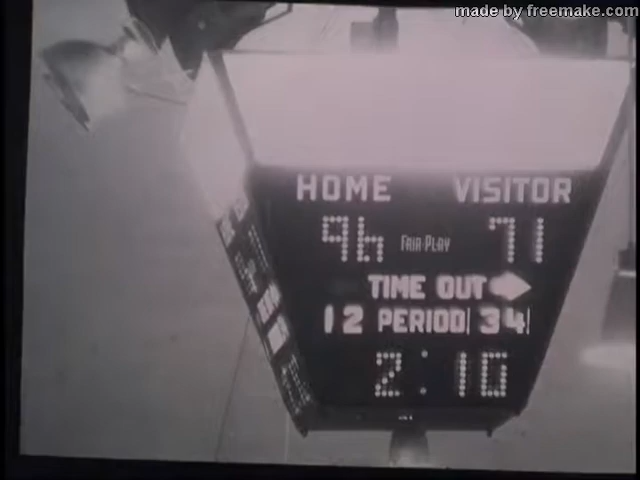 made by freemake.com
HOME VISITOR
96 FAIR-PLAY 71
TIME OUT
1 2 PERIOD 3 4
2:10